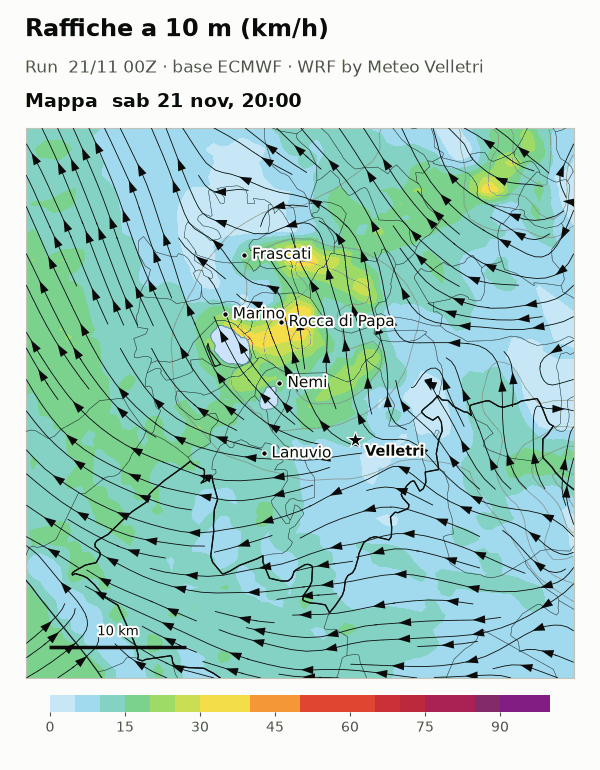 Raffiche a 10 m (km/h)
Run  21/11 00Z · base ECMWF · WRF by Meteo Velletri
Mappa  sab 21 nov, 20:00
Frascati
Marino
Rocca di Papa
Nemi
Velletri
Lanuvio
10 km
0 15 30 45 60 75 90